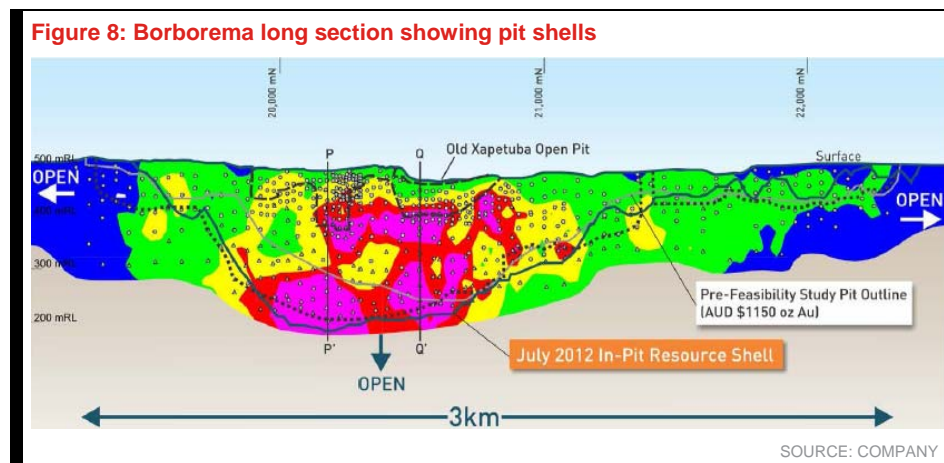 Figure 8: Borborema long section showing pit shells
20,000 mN
21,000 mN
22,000 mN
P
Q
Old Xapetuba Open Pit
Surface
500 mRL
OPEN
OPEN
400 mRL
300 mRL
Pre-Feasibility Study Pit Outline
(AUD $1150 oz Au)
200 mRL
P'
Q'
July 2012 In-Pit Resource Shell
OPEN
3km
SOURCE: COMPANY